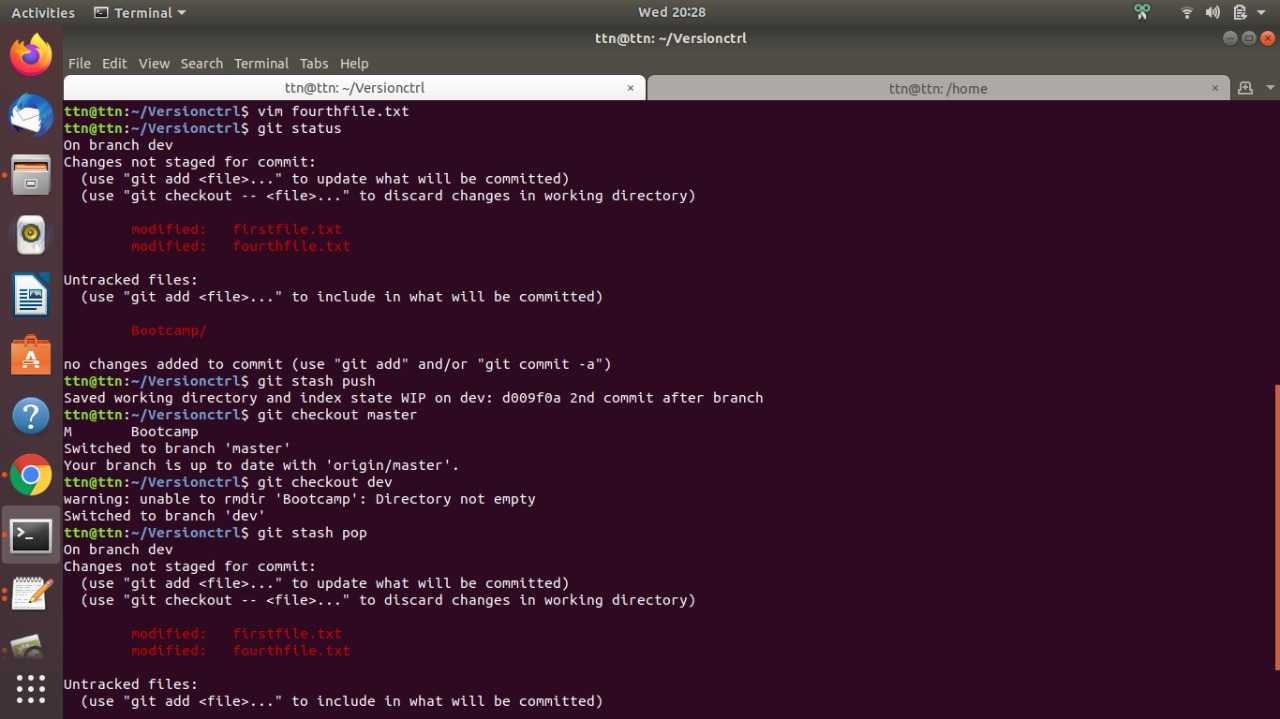 Activities
Terminal
Wed 20:28
ttn@ttn: ~/Versionctrl
File Edit View Search Terminal Tabs Help
ttn@ttn: ~/Versionctrl ×
ttn@ttn: /home ×
ttn@ttn:~/Versionctrl$ vim fourthfile.txt
ttn@ttn:~/Versionctrl$ git status
On branch dev
Changes not staged for commit:
  (use "git add <file>..." to update what will be committed)
  (use "git checkout -- <file>..." to discard changes in working directory)

        modified:   firstfile.txt
        modified:   fourthfile.txt

Untracked files:
  (use "git add <file>..." to include in what will be committed)

        Bootcamp/

no changes added to commit (use "git add" and/or "git commit -a")
ttn@ttn:~/Versionctrl$ git stash push
Saved working directory and index state WIP on dev: d009f0a 2nd commit after branch
ttn@ttn:~/Versionctrl$ git checkout master
M       Bootcamp
Switched to branch 'master'
Your branch is up to date with 'origin/master'.
ttn@ttn:~/Versionctrl$ git checkout dev
warning: unable to rmdir 'Bootcamp': Directory not empty
Switched to branch 'dev'
ttn@ttn:~/Versionctrl$ git stash pop
On branch dev
Changes not staged for commit:
  (use "git add <file>..." to update what will be committed)
  (use "git checkout -- <file>..." to discard changes in working directory)

        modified:   firstfile.txt
        modified:   fourthfile.txt

Untracked files:
  (use "git add <file>..." to include in what will be committed)